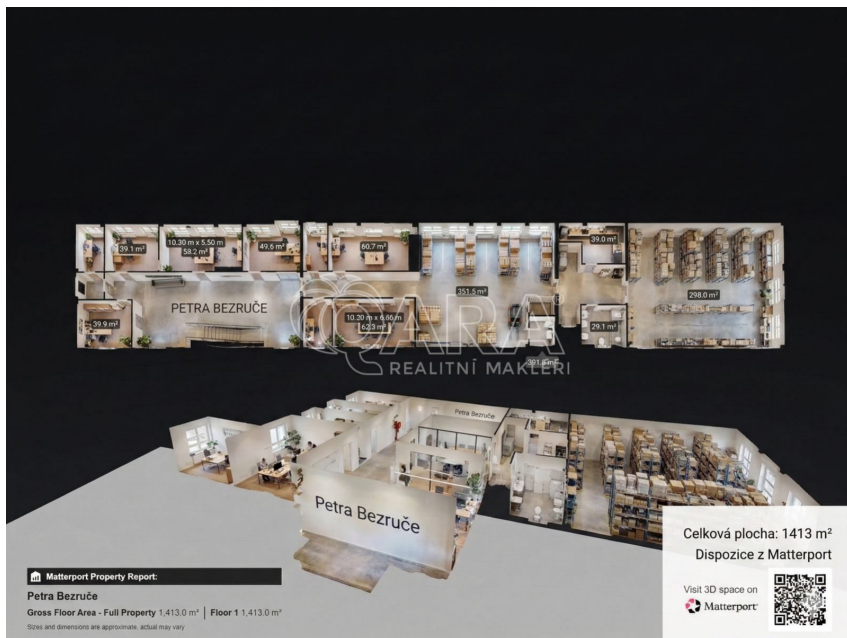 39.1 m²
10.30 m x 5.50 m
58.2 m²
49.6 m²
60.7 m²
39.0 m²
PETRA BEZRUČE
351.5 m²
298.0 m²
39.9 m²
10.20 m x 6.86 m
62.3 m²
29.1 m²
QARA
REALITNÍ MAKLÉŘI
Petra Bezruče
Petra Bezruče
Celková plocha: 1413 m²
Dispozice z Matterport
Visit 3D space on
Matterport
Matterport Property Report:
Petra Bezruče
Gross Floor Area - Full Property 1,413.0 m² | Floor 1 1,413.0 m²
Sizes and dimensions are approximate, actual may vary